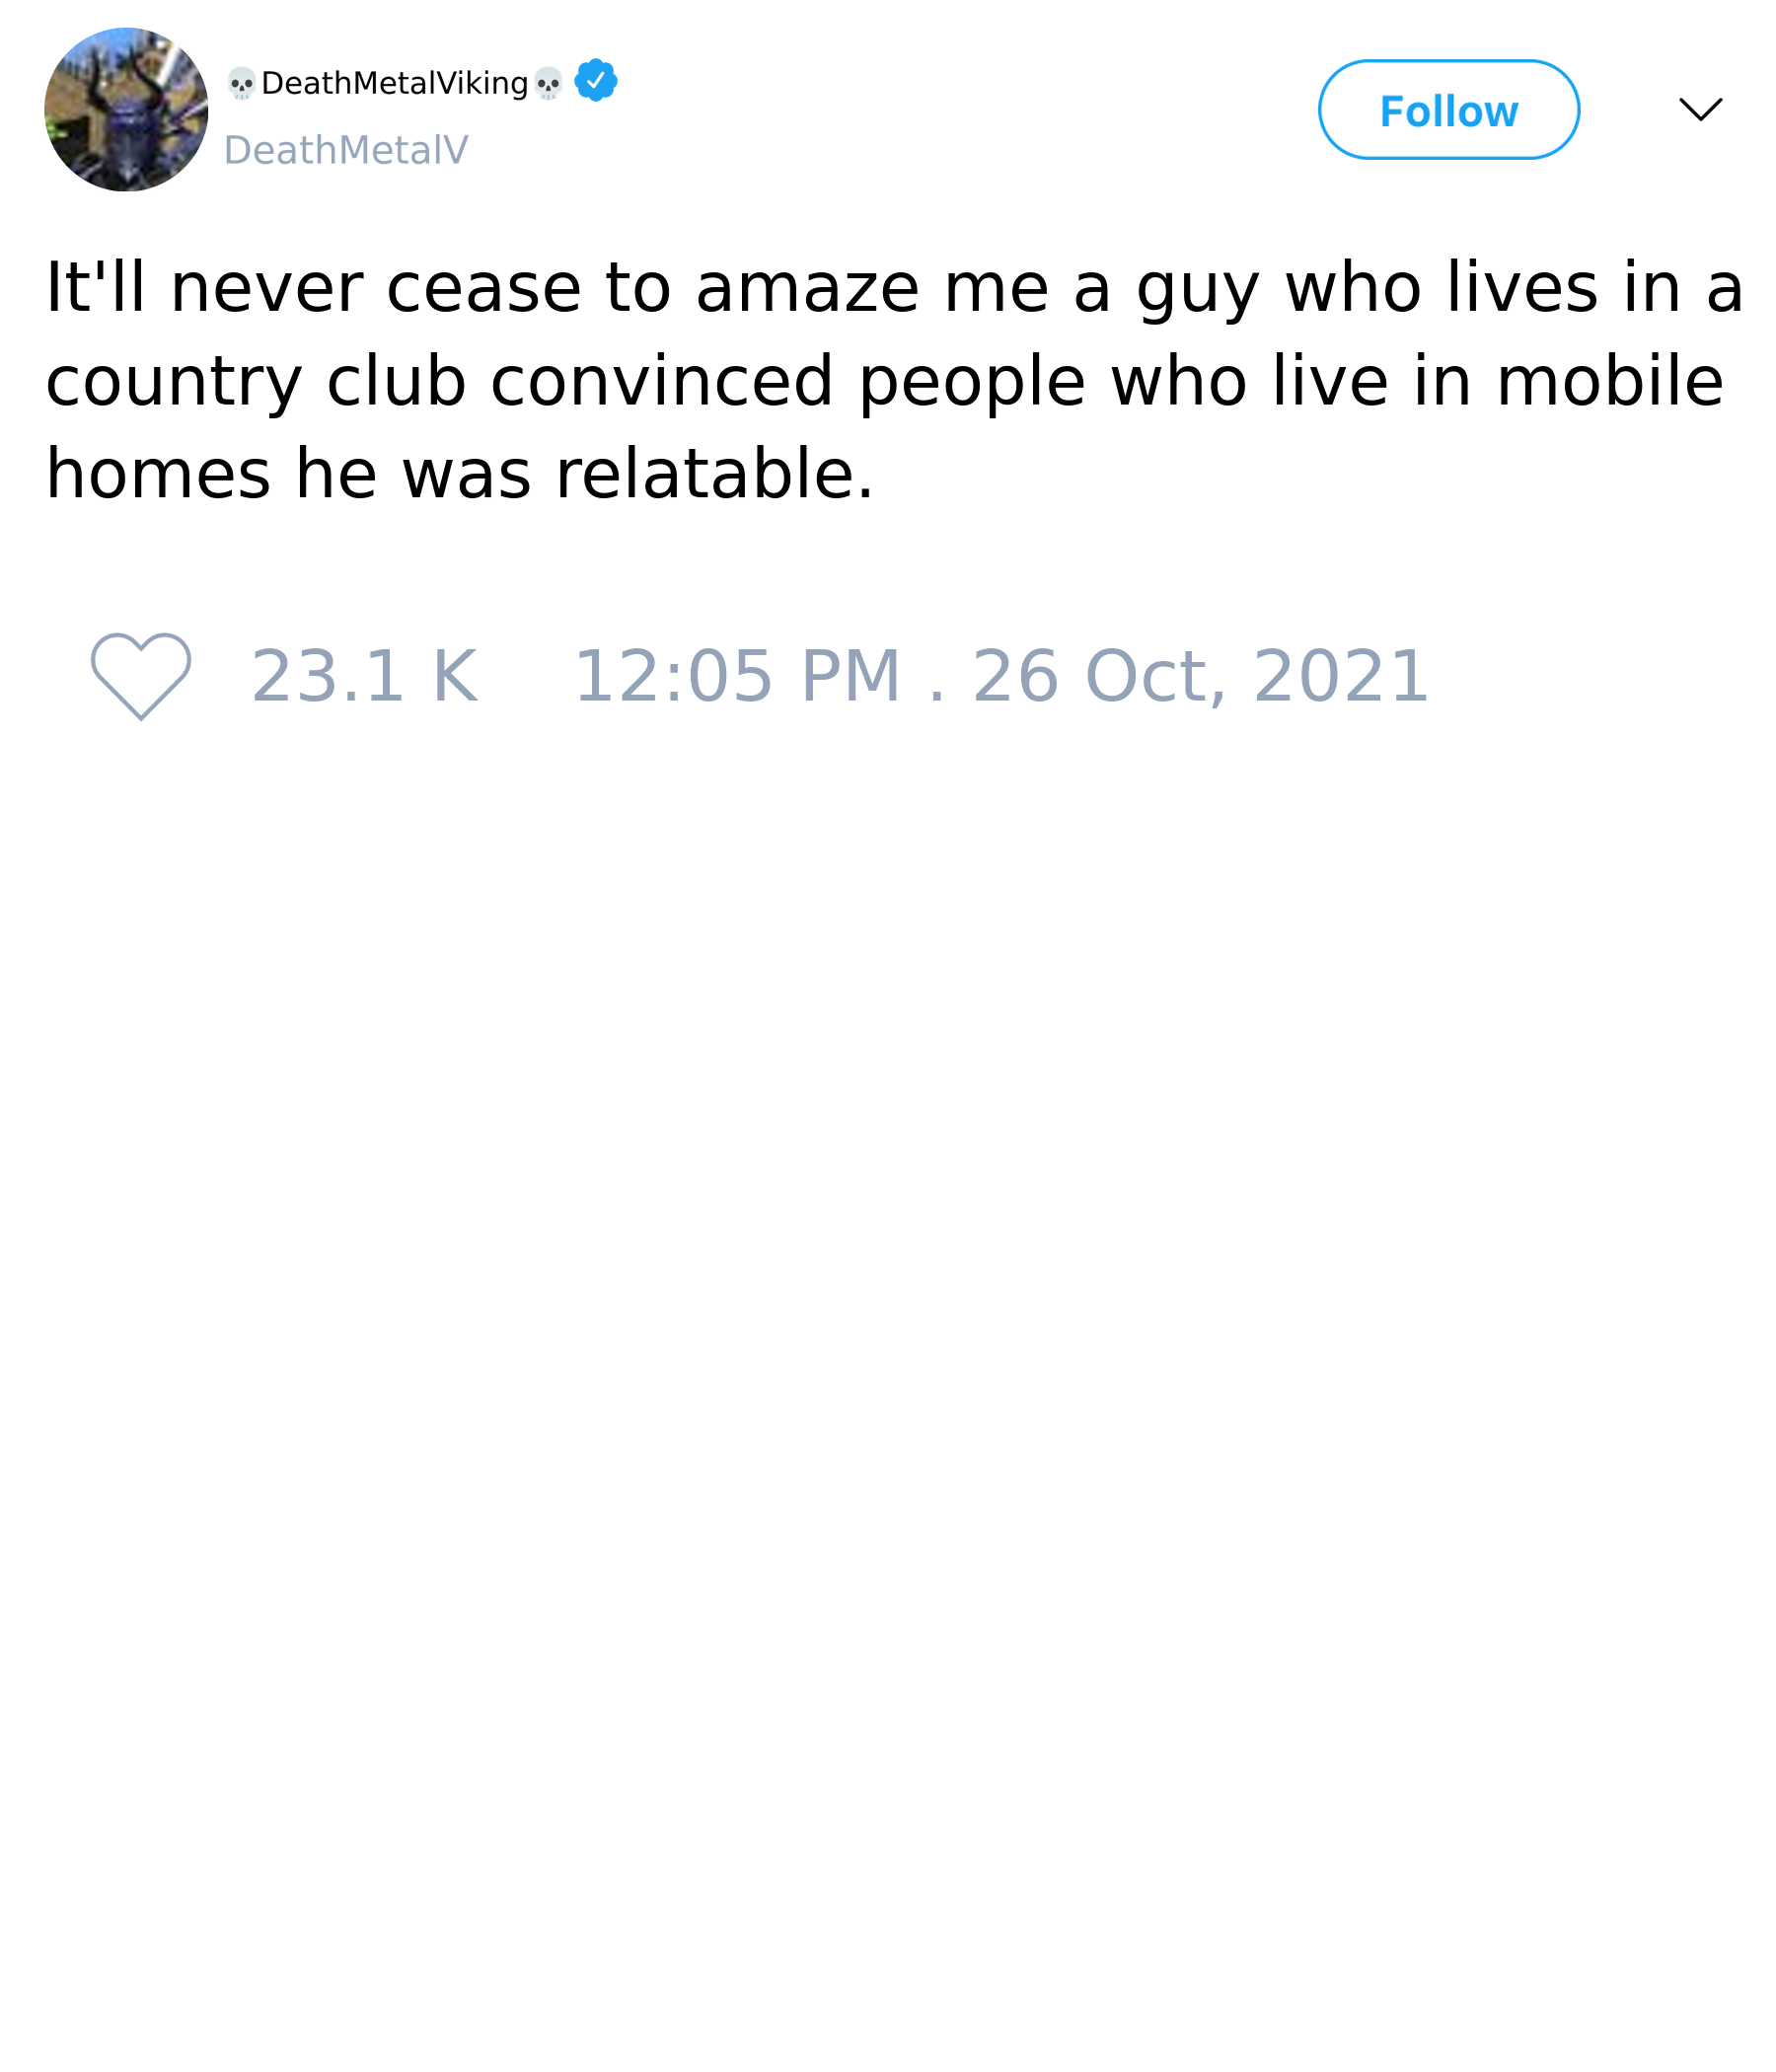 💀DeathMetalViking💀
DeathMetalV
Follow
It'll never cease to amaze me a guy who lives in a
country club convinced people who live in mobile
homes he was relatable.
23.1 K 12:05 PM . 26 Oct, 2021